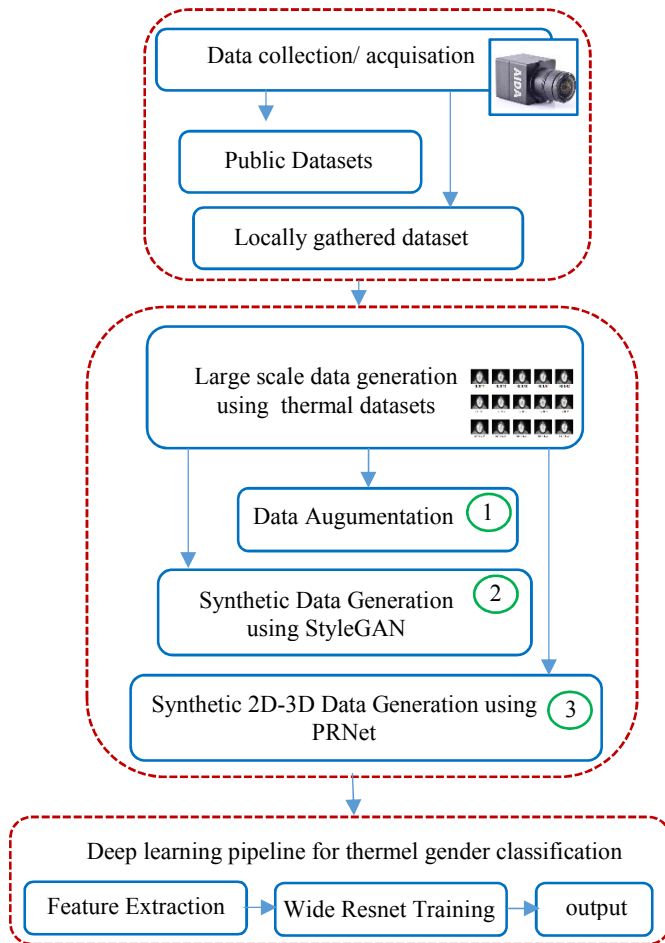 Data collection/ acquisation
AIDA
Public Datasets
Locally gathered dataset
Large scale data generation
using thermal datasets
Data Augumentation
1
Synthetic Data Generation
using StyleGAN
2
Synthetic 2D-3D Data Generation using
PRNet
3
Deep learning pipeline for thermel gender classification
Feature Extraction
Wide Resnet Training
output